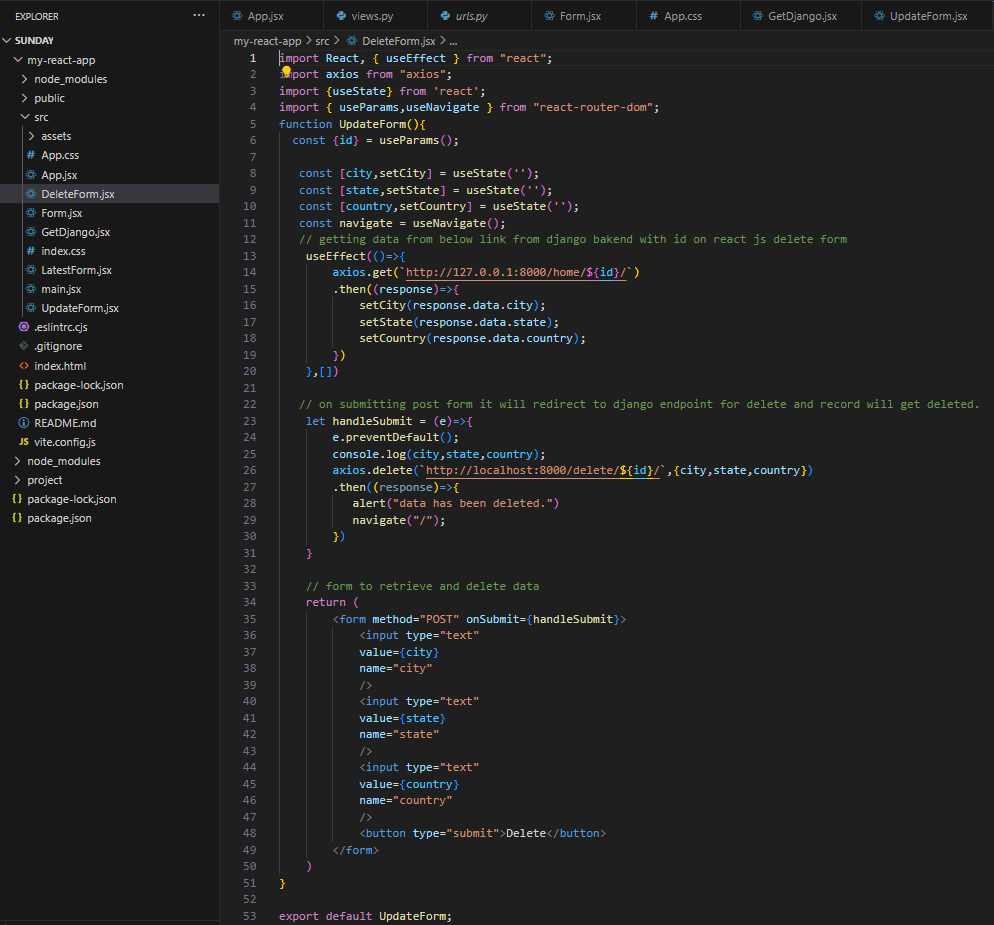 EXPLORER ···
SUNDAY
my-react-app
node_modules
public
src
assets
# App.css
App.jsx
DeleteForm.jsx
Form.jsx
GetDjango.jsx
# index.css
LatestForm.jsx
main.jsx
UpdateForm.jsx
.eslintrc.cjs
.gitignore
<> index.html
{} package-lock.json
{} package.json
README.md
JS vite.config.js
node_modules
project
{} package-lock.json
{} package.json
App.jsx views.py urls.py Form.jsx # App.css GetDjango.jsx UpdateForm.jsx
my-react-app > src > DeleteForm.jsx > ...
1 import React, { useEffect } from "react";
2 import axios from "axios";
3 import {useState} from 'react';
4 import { useParams,useNavigate } from "react-router-dom";
5 function UpdateForm(){
6 const {id} = useParams();
7
8 const [city,setCity] = useState('');
9 const [state,setState] = useState('');
10 const [country,setCountry] = useState('');
11 const navigate = useNavigate();
12 // getting data from below link from django bakend with id on react js delete form
13 useEffect(()=>{
14 axios.get(`http://127.0.0.1:8000/home/${id}/`)
15 .then((response)=>{
16 setCity(response.data.city);
17 setState(response.data.state);
18 setCountry(response.data.country);
19 })
20 },[])
21
22 // on submitting post form it will redirect to django endpoint for delete and record will get deleted.
23 let handleSubmit = (e)=>{
24 e.preventDefault();
25 console.log(city,state,country);
26 axios.delete(`http://localhost:8000/delete/${id}/`,{city,state,country})
27 .then((response)=>{
28 alert("data has been deleted.")
29 navigate("/");
30 })
31 }
32
33 // form to retrieve and delete data
34 return (
35 <form method="POST" onSubmit={handleSubmit}>
36 <input type="text"
37 value={city}
38 name="city"
39 />
40 <input type="text"
41 value={state}
42 name="state"
43 />
44 <input type="text"
45 value={country}
46 name="country"
47 />
48 <button type="submit">Delete</button>
49 </form>
50 )
51 }
52
53 export default UpdateForm;